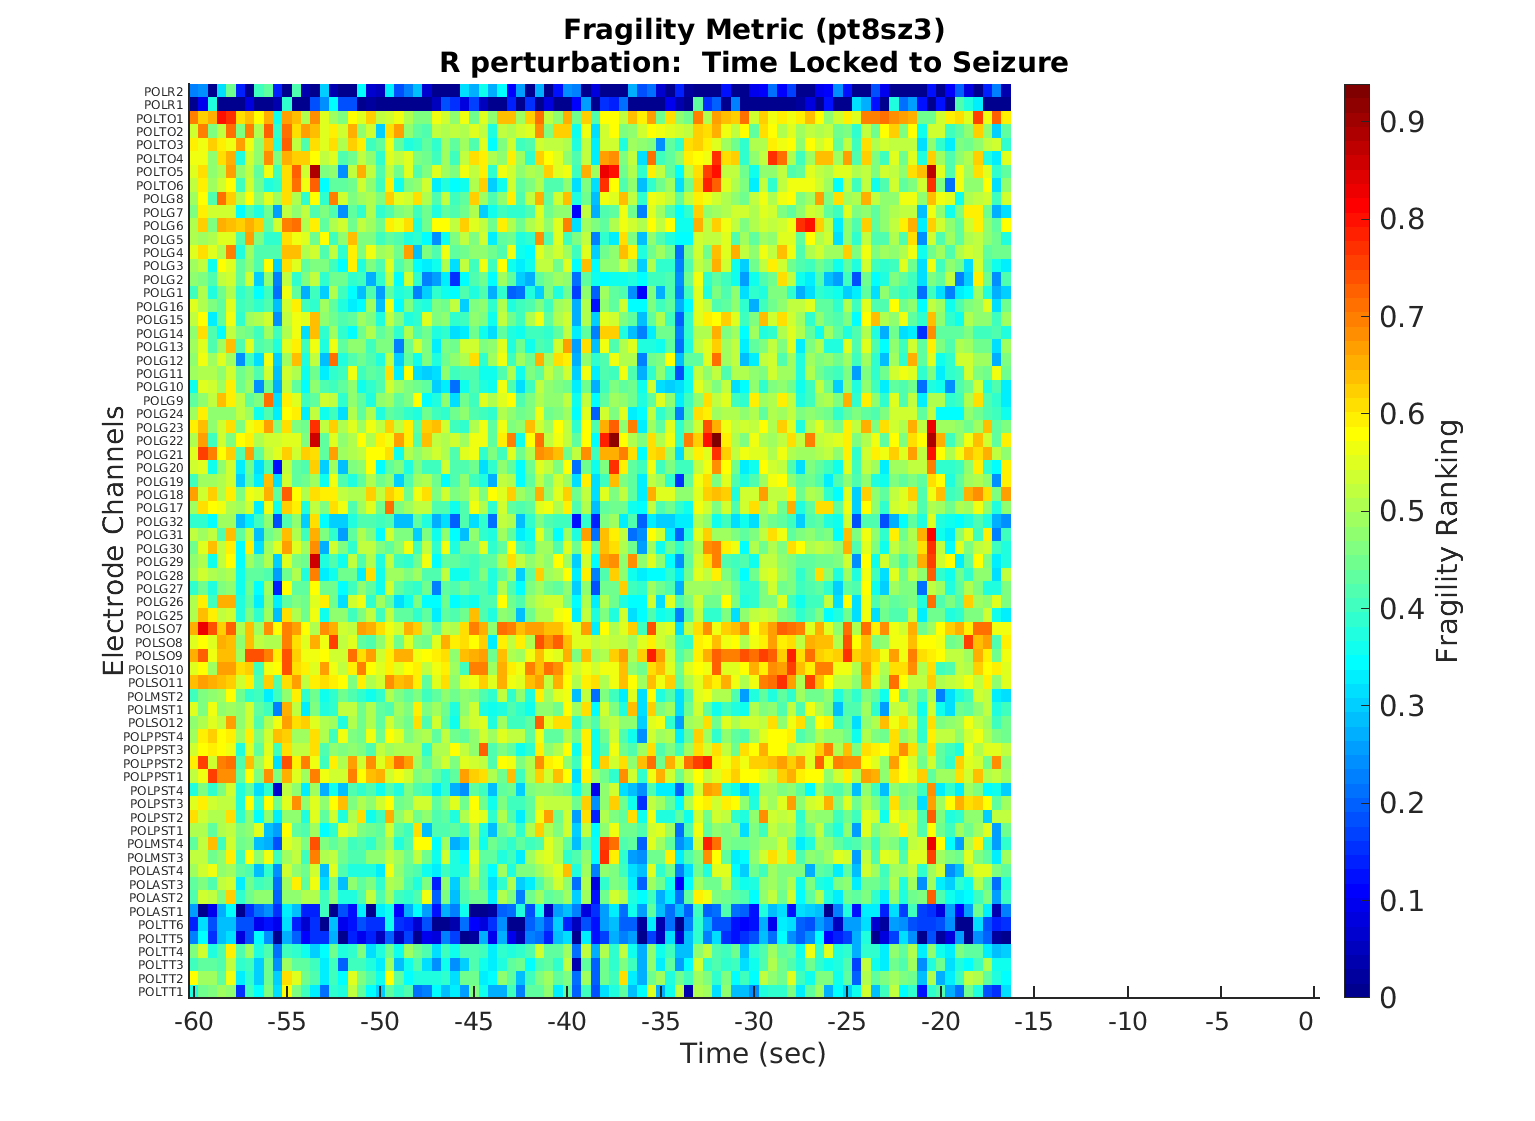 Fragility Metric (pt8sz3)
R perturbation:  Time Locked to Seizure
Electrode Channels
POLR2
POLR1
POLTO1
POLTO2
POLTO3
POLTO4
POLTO5
POLTO6
POLG8
POLG7
POLG6
POLG5
POLG4
POLG3
POLG2
POLG1
POLG16
POLG15
POLG14
POLG13
POLG12
POLG11
POLG10
POLG9
POLG24
POLG23
POLG22
POLG21
POLG20
POLG19
POLG18
POLG17
POLG32
POLG31
POLG30
POLG29
POLG28
POLG27
POLG26
POLG25
POLSO7
POLSO8
POLSO9
POLSO10
POLSO11
POLMST2
POLMST1
POLSO12
POLPPST4
POLPPST3
POLPPST2
POLPPST1
POLPST4
POLPST3
POLPST2
POLPST1
POLMST4
POLMST3
POLAST4
POLAST3
POLAST2
POLAST1
POLTT6
POLTT5
POLTT4
POLTT3
POLTT2
POLTT1
-60 -55 -50 -45 -40 -35 -30 -25 -20 -15 -10 -5 0
Time (sec)
0.9
0.8
0.7
0.6
0.5
0.4
0.3
0.2
0.1
0
Fragility Ranking